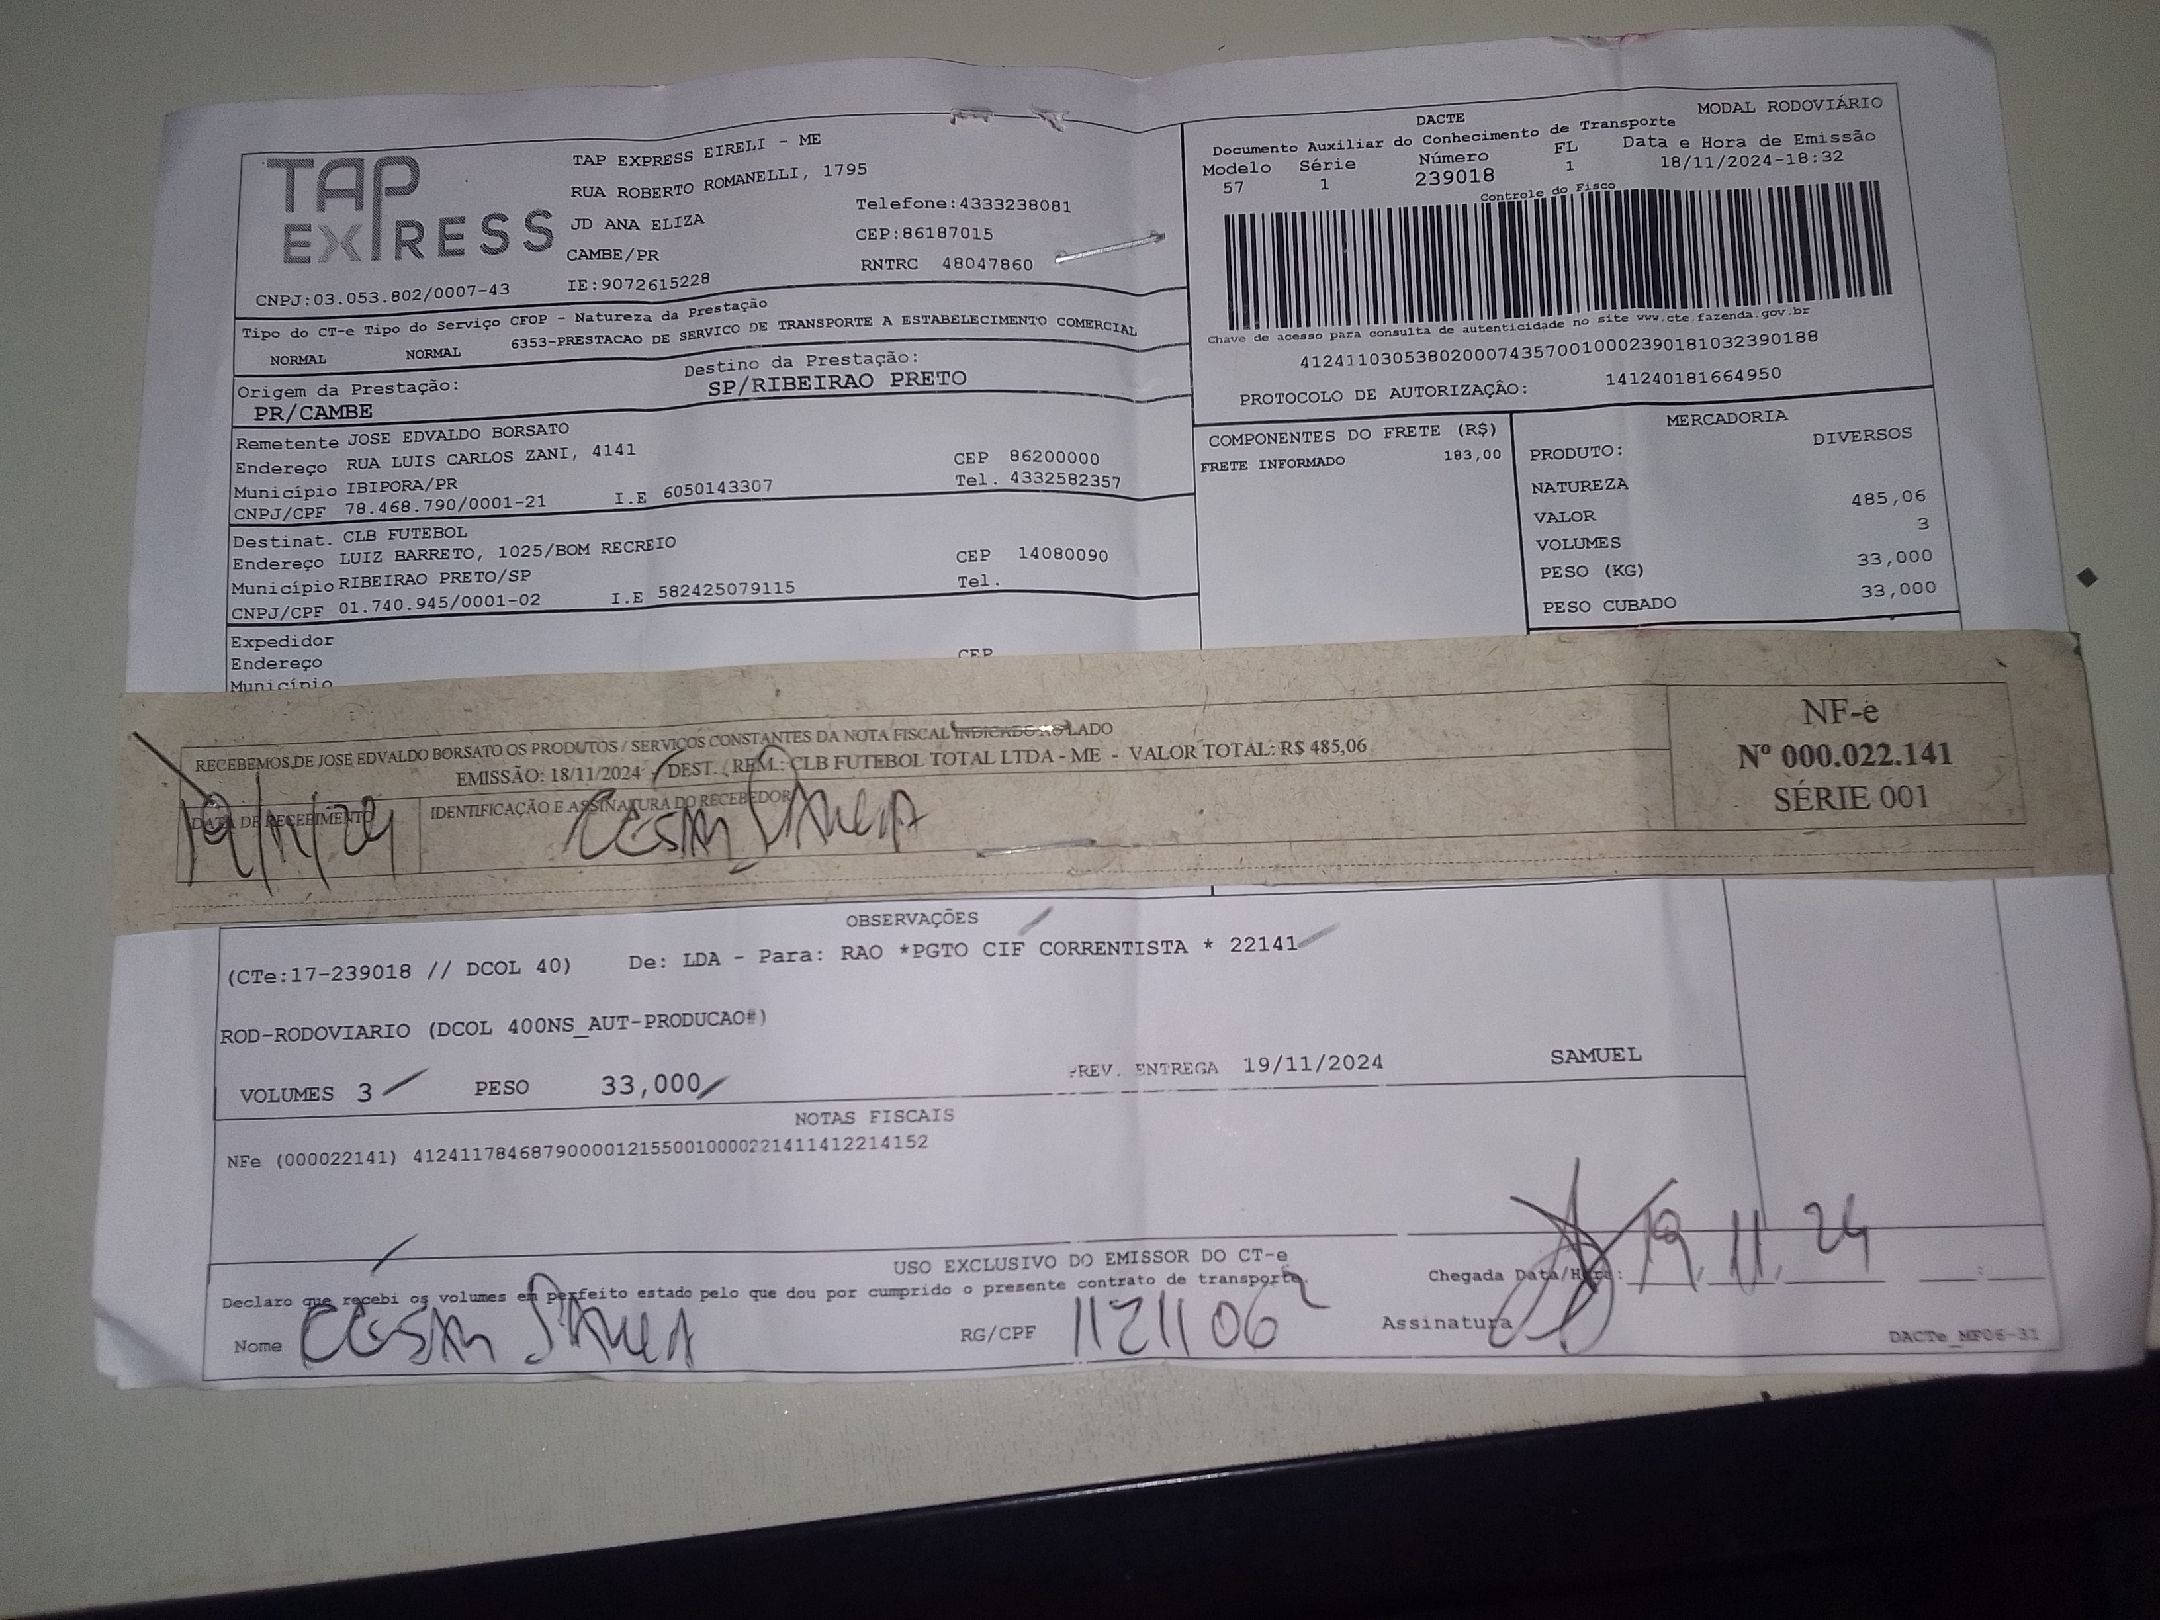 TAP EXPRESS
TAP EXPRESS EIRELI - ME
RUA ROBERTO ROMANELLI, 1795
JD ANA ELIZA
Telefone:4333238081
CEP:86187015
CAMBE/PR
RNTRC 48047860
CNPJ:03.053.802/0007-43 IE:9072615228
DACTE MODAL RODOVIÁRIO
Documento Auxiliar do Conhecimento de Transporte
Modelo Série Número FL Data e Hora de Emissão
57 1 239018 1 18/11/2024-18:32
Controle do Fisco
Chave de acesso para consulta de autenticidade no site www.cte.fazenda.gov.br
41241103053802000743570010002390181032390188
PROTOCOLO DE AUTORIZAÇÃO: 141240181664950
Tipo do CT-e Tipo do Serviço CFOP - Natureza da Prestação
NORMAL NORMAL 6353-PRESTACAO DE SERVICO DE TRANSPORTE A ESTABELECIMENTO COMERCIAL
Origem da Prestação: Destino da Prestação:
PR/CAMBE SP/RIBEIRAO PRETO
Remetente JOSE EDVALDO BORSATO
Endereço RUA LUIS CARLOS ZANI, 4141 CEP 86200000
Município IBIPORA/PR Tel. 4332582357
CNPJ/CPF 78.468.790/0001-21 I.E 6050143307
Destinat. CLB FUTEBOL
Endereço LUIZ BARRETO, 1025/BOM RECREIO CEP 14080090
Município RIBEIRAO PRETO/SP Tel.
CNPJ/CPF 01.740.945/0001-02 I.E 582425079115
Expedidor
Endereço CEP
Município
COMPONENTES DO FRETE (R$)
FRETE INFORMADO 183,00
MERCADORIA
PRODUTO: DIVERSOS
NATUREZA
VALOR 485,06
VOLUMES 3
PESO (KG) 33,000
PESO CUBADO 33,000
RECEBEMOS DE JOSE EDVALDO BORSATO OS PRODUTOS / SERVIÇOS CONSTANTES DA NOTA FISCAL INDICADO AO LADO
EMISSÃO: 18/11/2024 - DEST. / REM.: CLB FUTEBOL TOTAL LTDA - ME - VALOR TOTAL: R$ 485,06
DATA DE RECEBIMENTO IDENTIFICAÇÃO E ASSINATURA DO RECEBEDOR
19/11/24
NF-e
Nº 000.022.141
SÉRIE 001
OBSERVAÇÕES
(CTe:17-239018 // DCOL 40) De: LDA - Para: RAO *PGTO CIF CORRENTISTA * 22141
ROD-RODOVIARIO (DCOL 400NS_AUT-PRODUCAO#)
VOLUMES 3 PESO 33,000 PREV. ENTREGA 19/11/2024 SAMUEL
NOTAS FISCAIS
NFe (000022141) 41241178468790000121550010000221411412214152
USO EXCLUSIVO DO EMISSOR DO CT-e
Declaro que recebi os volumes em perfeito estado pelo que dou por cumprido o presente contrato de transporte.
Chegada Data/Hora: 19 11 24 :
Nome RG/CPF 11211062 Assinatura
DACTe_MF06-31